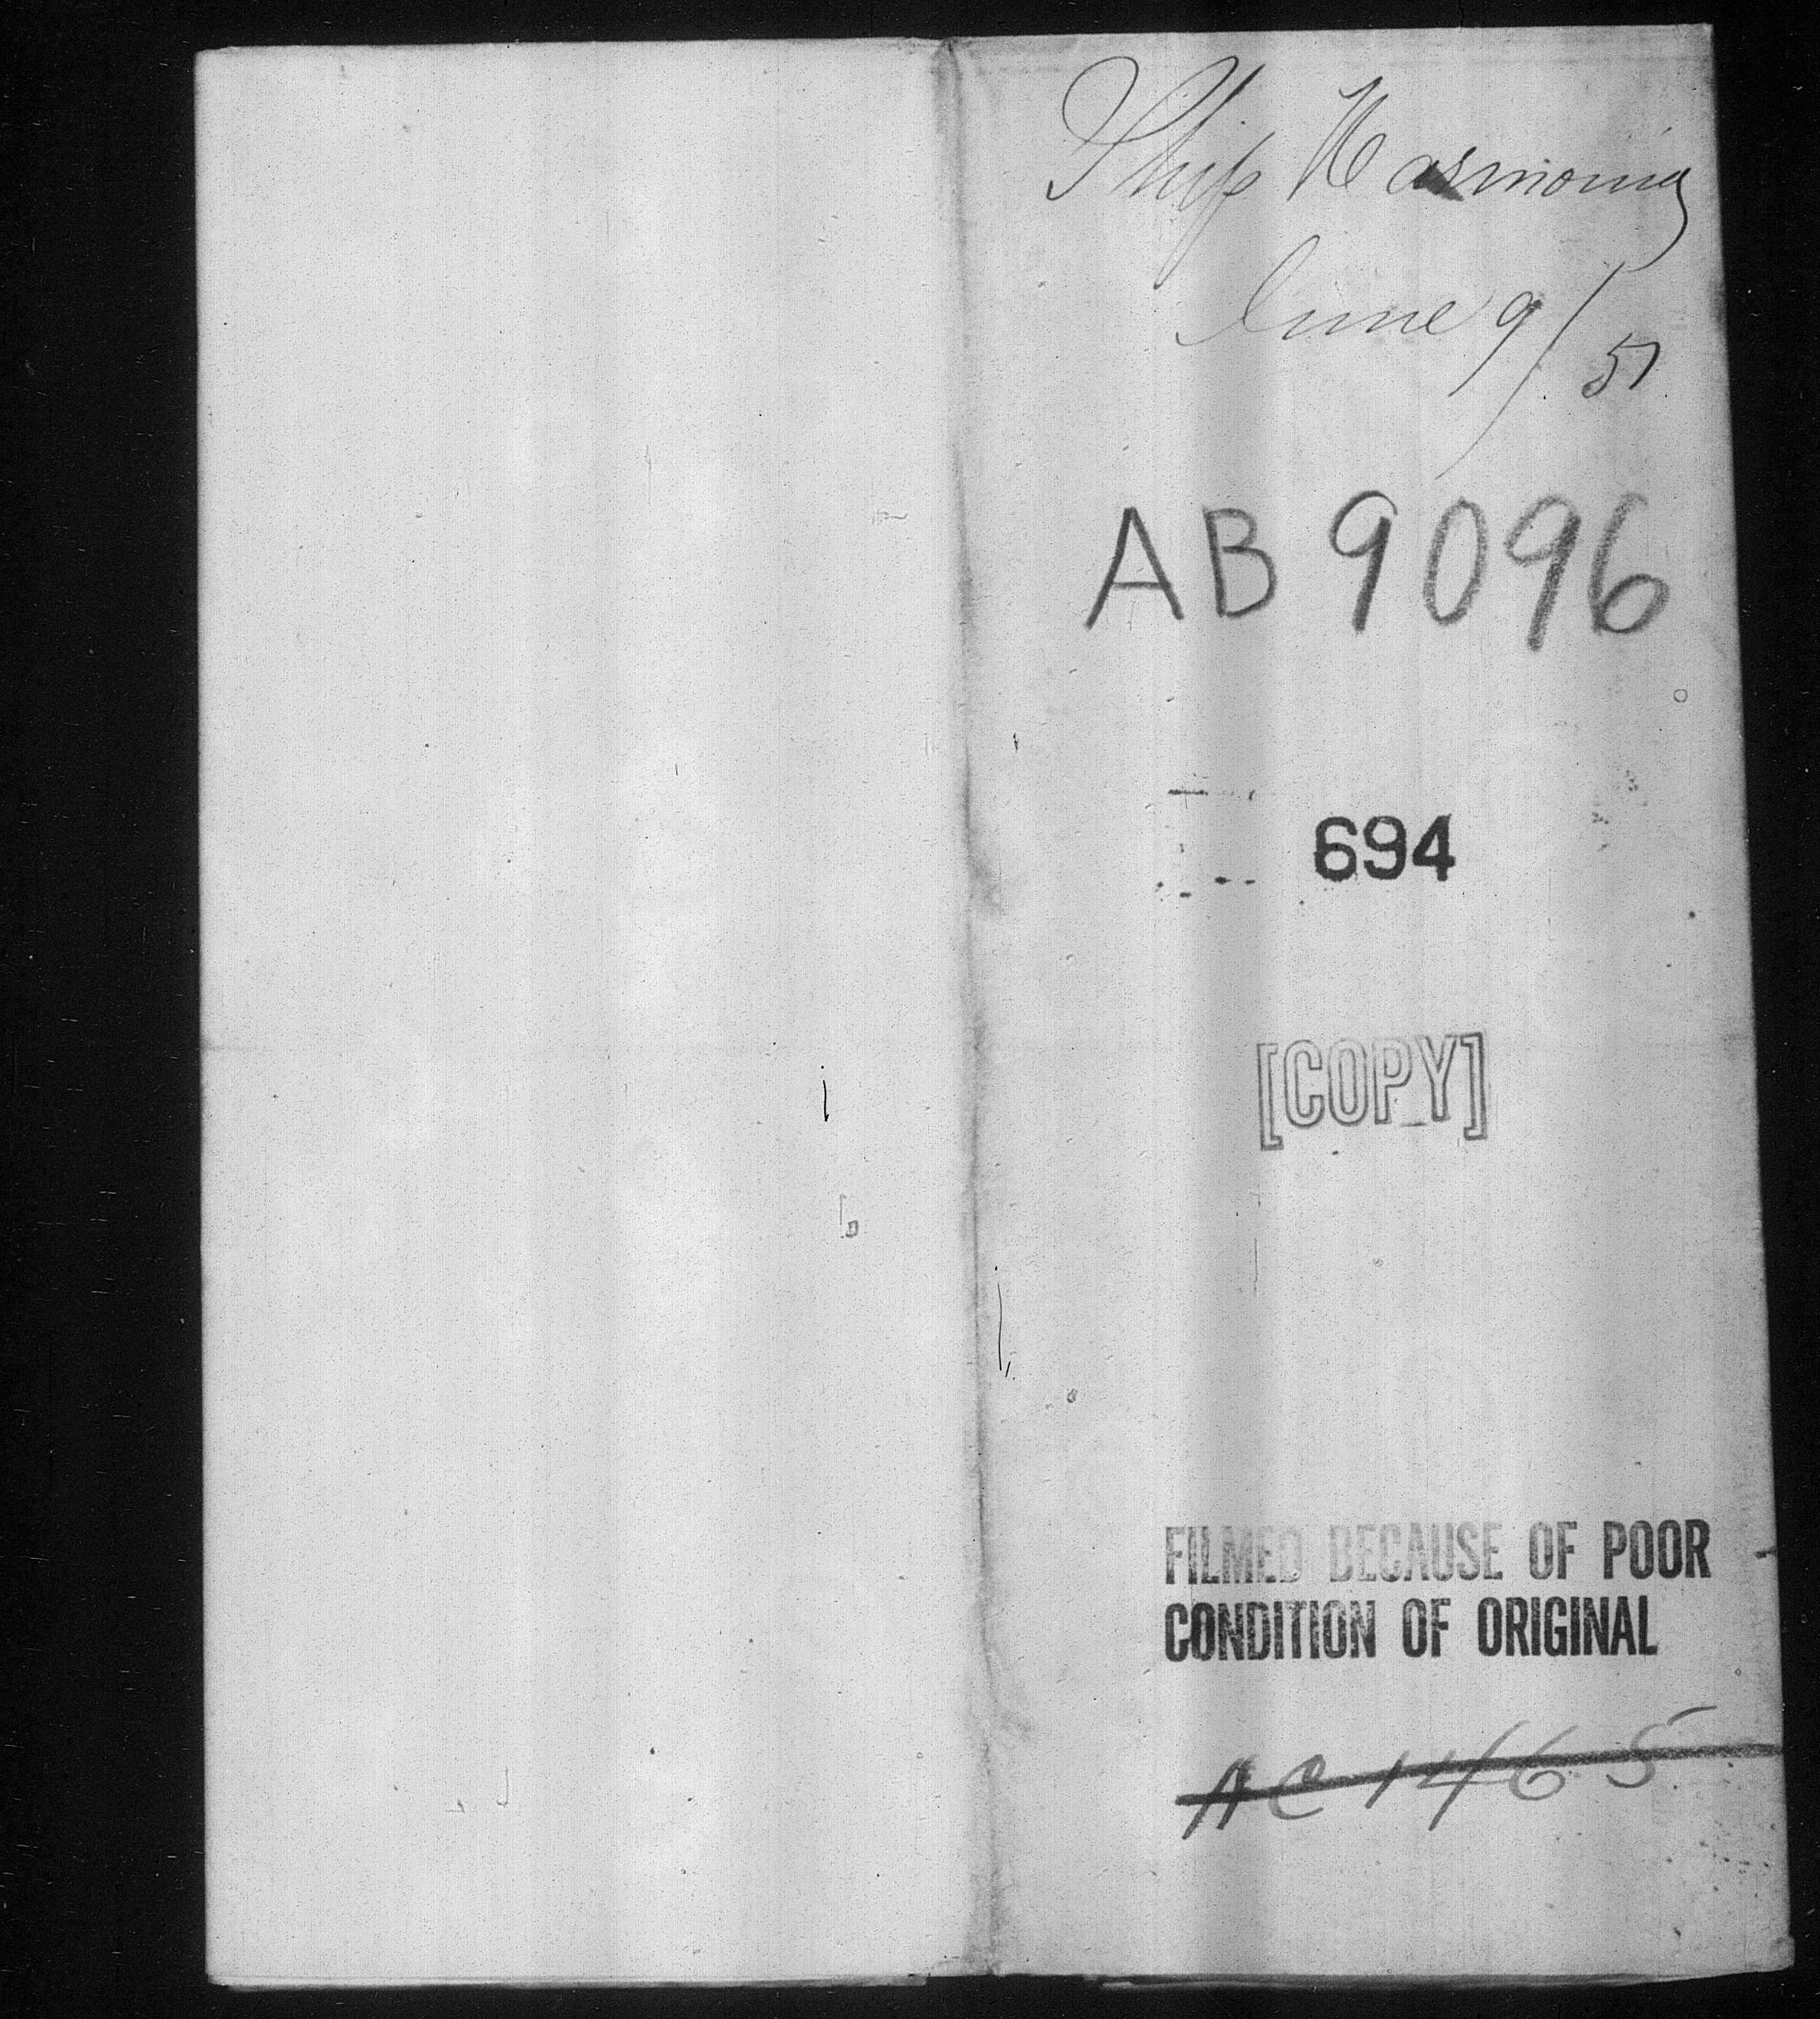 Ship Harmonia
June 9/51
AB 9096
694
[COPY]
FILMED BECAUSE OF POOR
CONDITION OF ORIGINAL
AC 1465